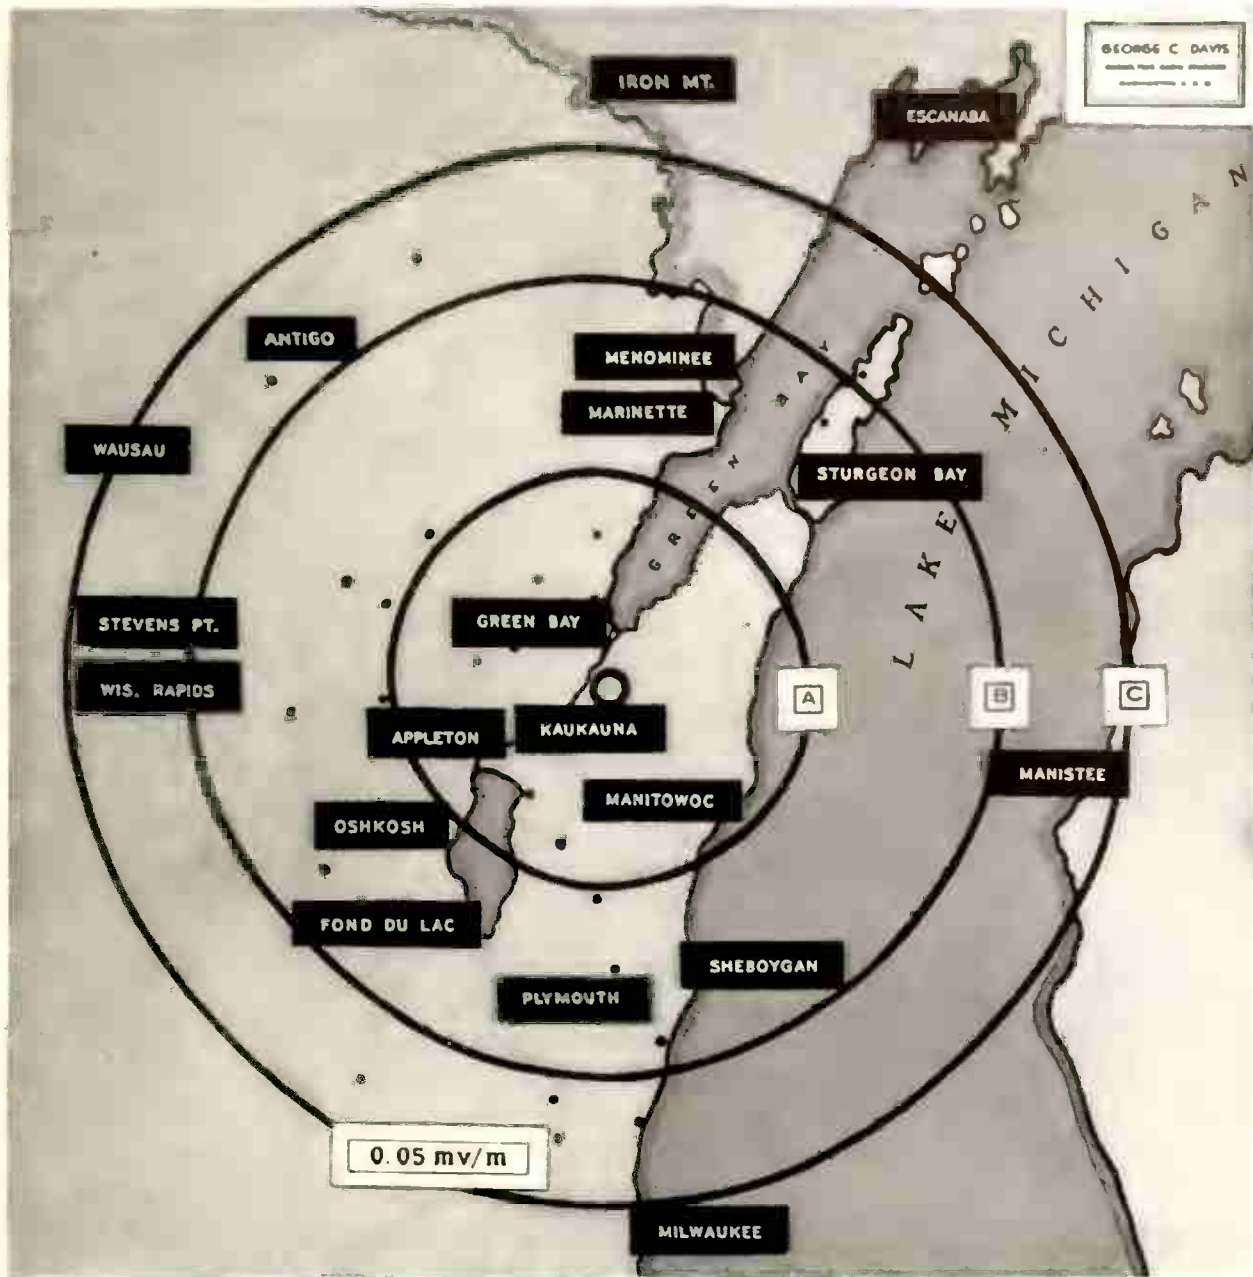 GEORGE C DAVIS
IRON MT.
ESCANABA
ANTIGO
MENOMINEE
MARINETTE
WAUSAU
STURGEON BAY
GREEN BAY
LAKE MICHIGAN
STEVENS PT.
GREEN BAY
WIS. RAPIDS
A
B
C
APPLETON
KAUKAUNA
MANISTEE
MANITOWOC
OSHKOSH
FOND DU LAC
SHEBOYGAN
PLYMOUTH
0.05 mv/m
MILWAUKEE